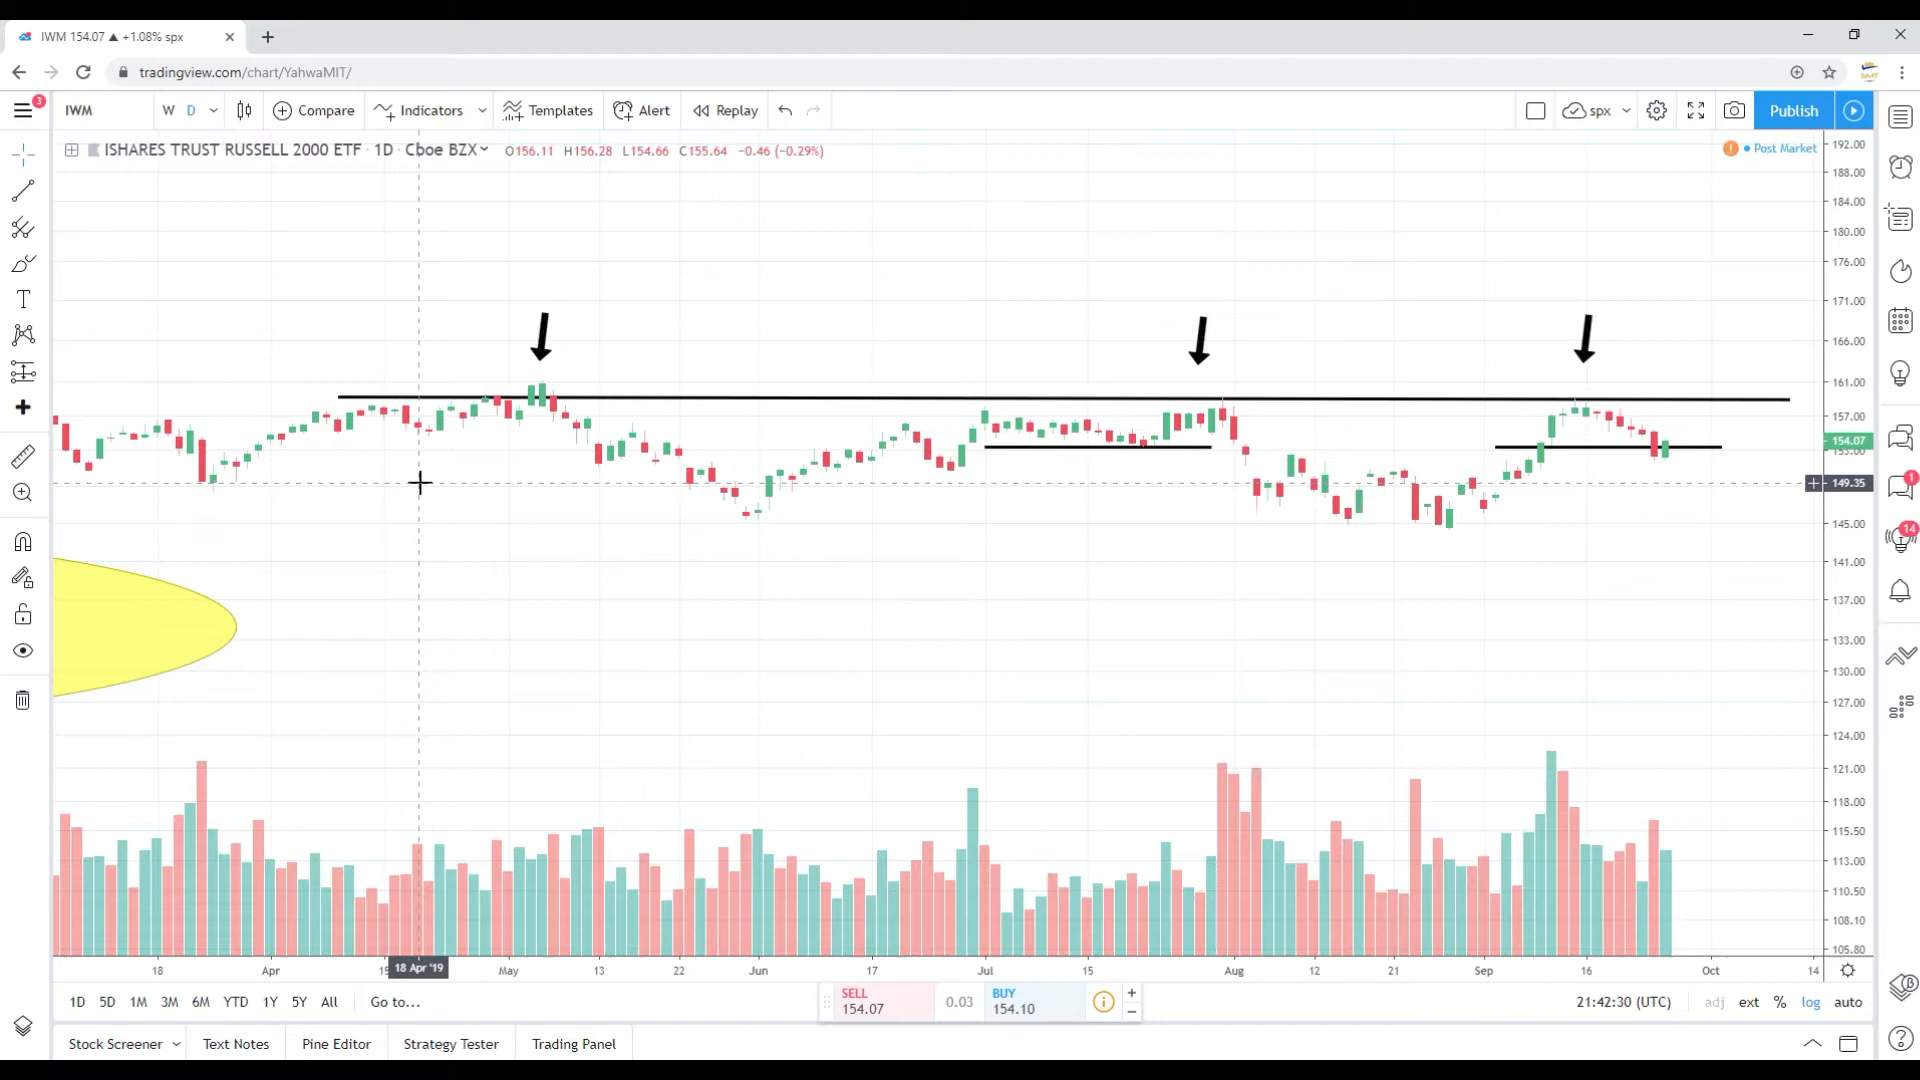 IWM 154.07 ▲ +1.08% spx
tradingview.com/chart/YahwaMIT/
3
IWM W D Compare Indicators Templates Alert Replay spx Publish
ISHARES TRUST RUSSELL 2000 ETF · 1D · Cboe BZX O156.11 H156.28 L154.66 C155.64 −0.46 (−0.29%)
Post Market
192.00
188.00
184.00
180.00
176.00
171.00
166.00
161.00
157.00
154.07
153.00
149.35
145.00
141.00
137.00
133.00
130.00
127.00
124.00
121.00
118.00
115.50
113.00
110.50
108.10
105.80
1
14
18 Apr 15 18 Apr '19 May 13 22 Jun 17 Jul 15 Aug 12 21 Sep 16 Oct 14
1D 5D 1M 3M 6M YTD 1Y 5Y All Go to...
SELL
154.07
0.03
BUY
154.10
21:42:30 (UTC) adj ext % log auto
Stock Screener Text Notes Pine Editor Strategy Tester Trading Panel